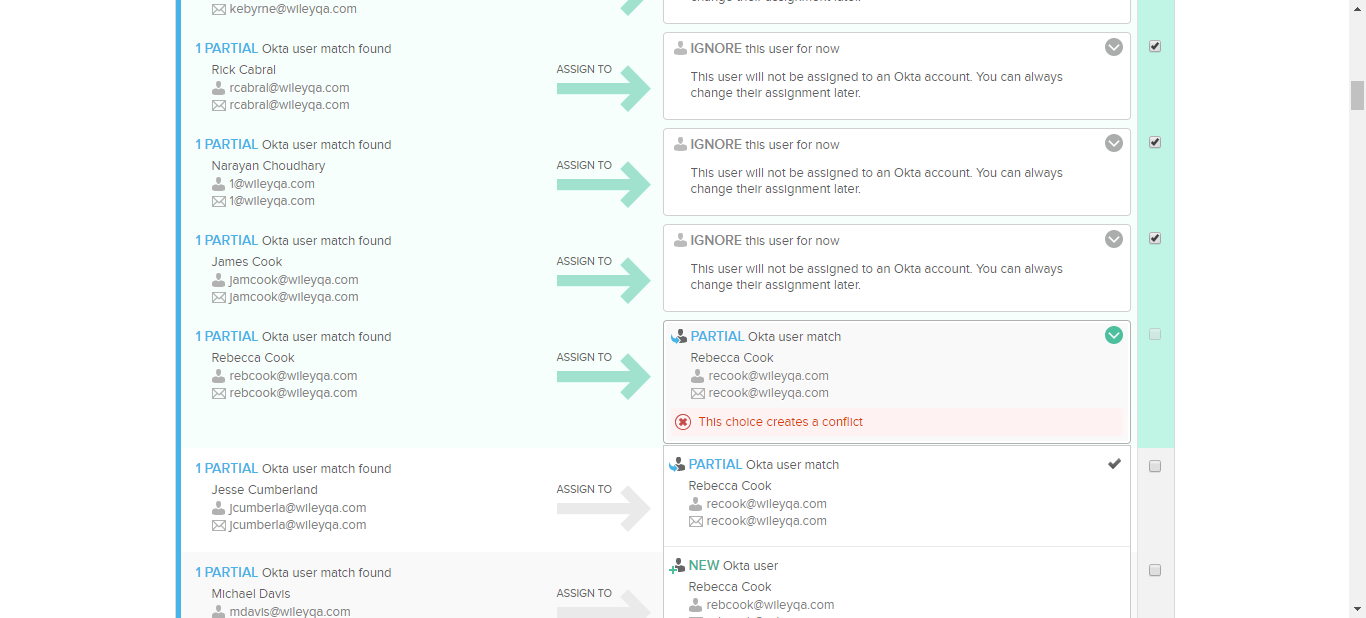 kebyrne@wileyqa.com
1 PARTIAL Okta user match found
Rick Cabral
rcabral@wileyqa.com
rcabral@wileyqa.com
ASSIGN TO
IGNORE this user for now
This user will not be assigned to an Okta account. You can always
change their assignment later.
1 PARTIAL Okta user match found
Narayan Choudhary
1@wileyqa.com
1@wileyqa.com
ASSIGN TO
IGNORE this user for now
This user will not be assigned to an Okta account. You can always
change their assignment later.
1 PARTIAL Okta user match found
James Cook
jamcook@wileyqa.com
jamcook@wileyqa.com
ASSIGN TO
IGNORE this user for now
This user will not be assigned to an Okta account. You can always
change their assignment later.
1 PARTIAL Okta user match found
Rebecca Cook
rebcook@wileyqa.com
rebcook@wileyqa.com
ASSIGN TO
PARTIAL Okta user match
Rebecca Cook
recook@wileyqa.com
recook@wileyqa.com
This choice creates a conflict
1 PARTIAL Okta user match found
Jesse Cumberland
jcumberla@wileyqa.com
jcumberla@wileyqa.com
ASSIGN TO
PARTIAL Okta user match
Rebecca Cook
recook@wileyqa.com
recook@wileyqa.com
1 PARTIAL Okta user match found
Michael Davis
mdavis@wileyqa.com
ASSIGN TO
NEW Okta user
Rebecca Cook
rebcook@wileyqa.com